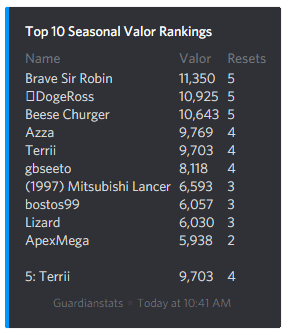 Top 10 Seasonal Valor Rankings
Name Valor Resets
Brave Sir Robin 11,350 5
▯DogeRoss 10,925 5
Beese Churger 10,643 5
Azza 9,769 4
Terrii 9,703 4
gbseeto 8,118 4
(1997) Mitsubishi Lancer 6,593 3
bostos99 6,057 3
Lizard 6,030 3
ApexMega 5,938 2
5: Terrii 9,703 4
Guardianstats • Today at 10:41 AM